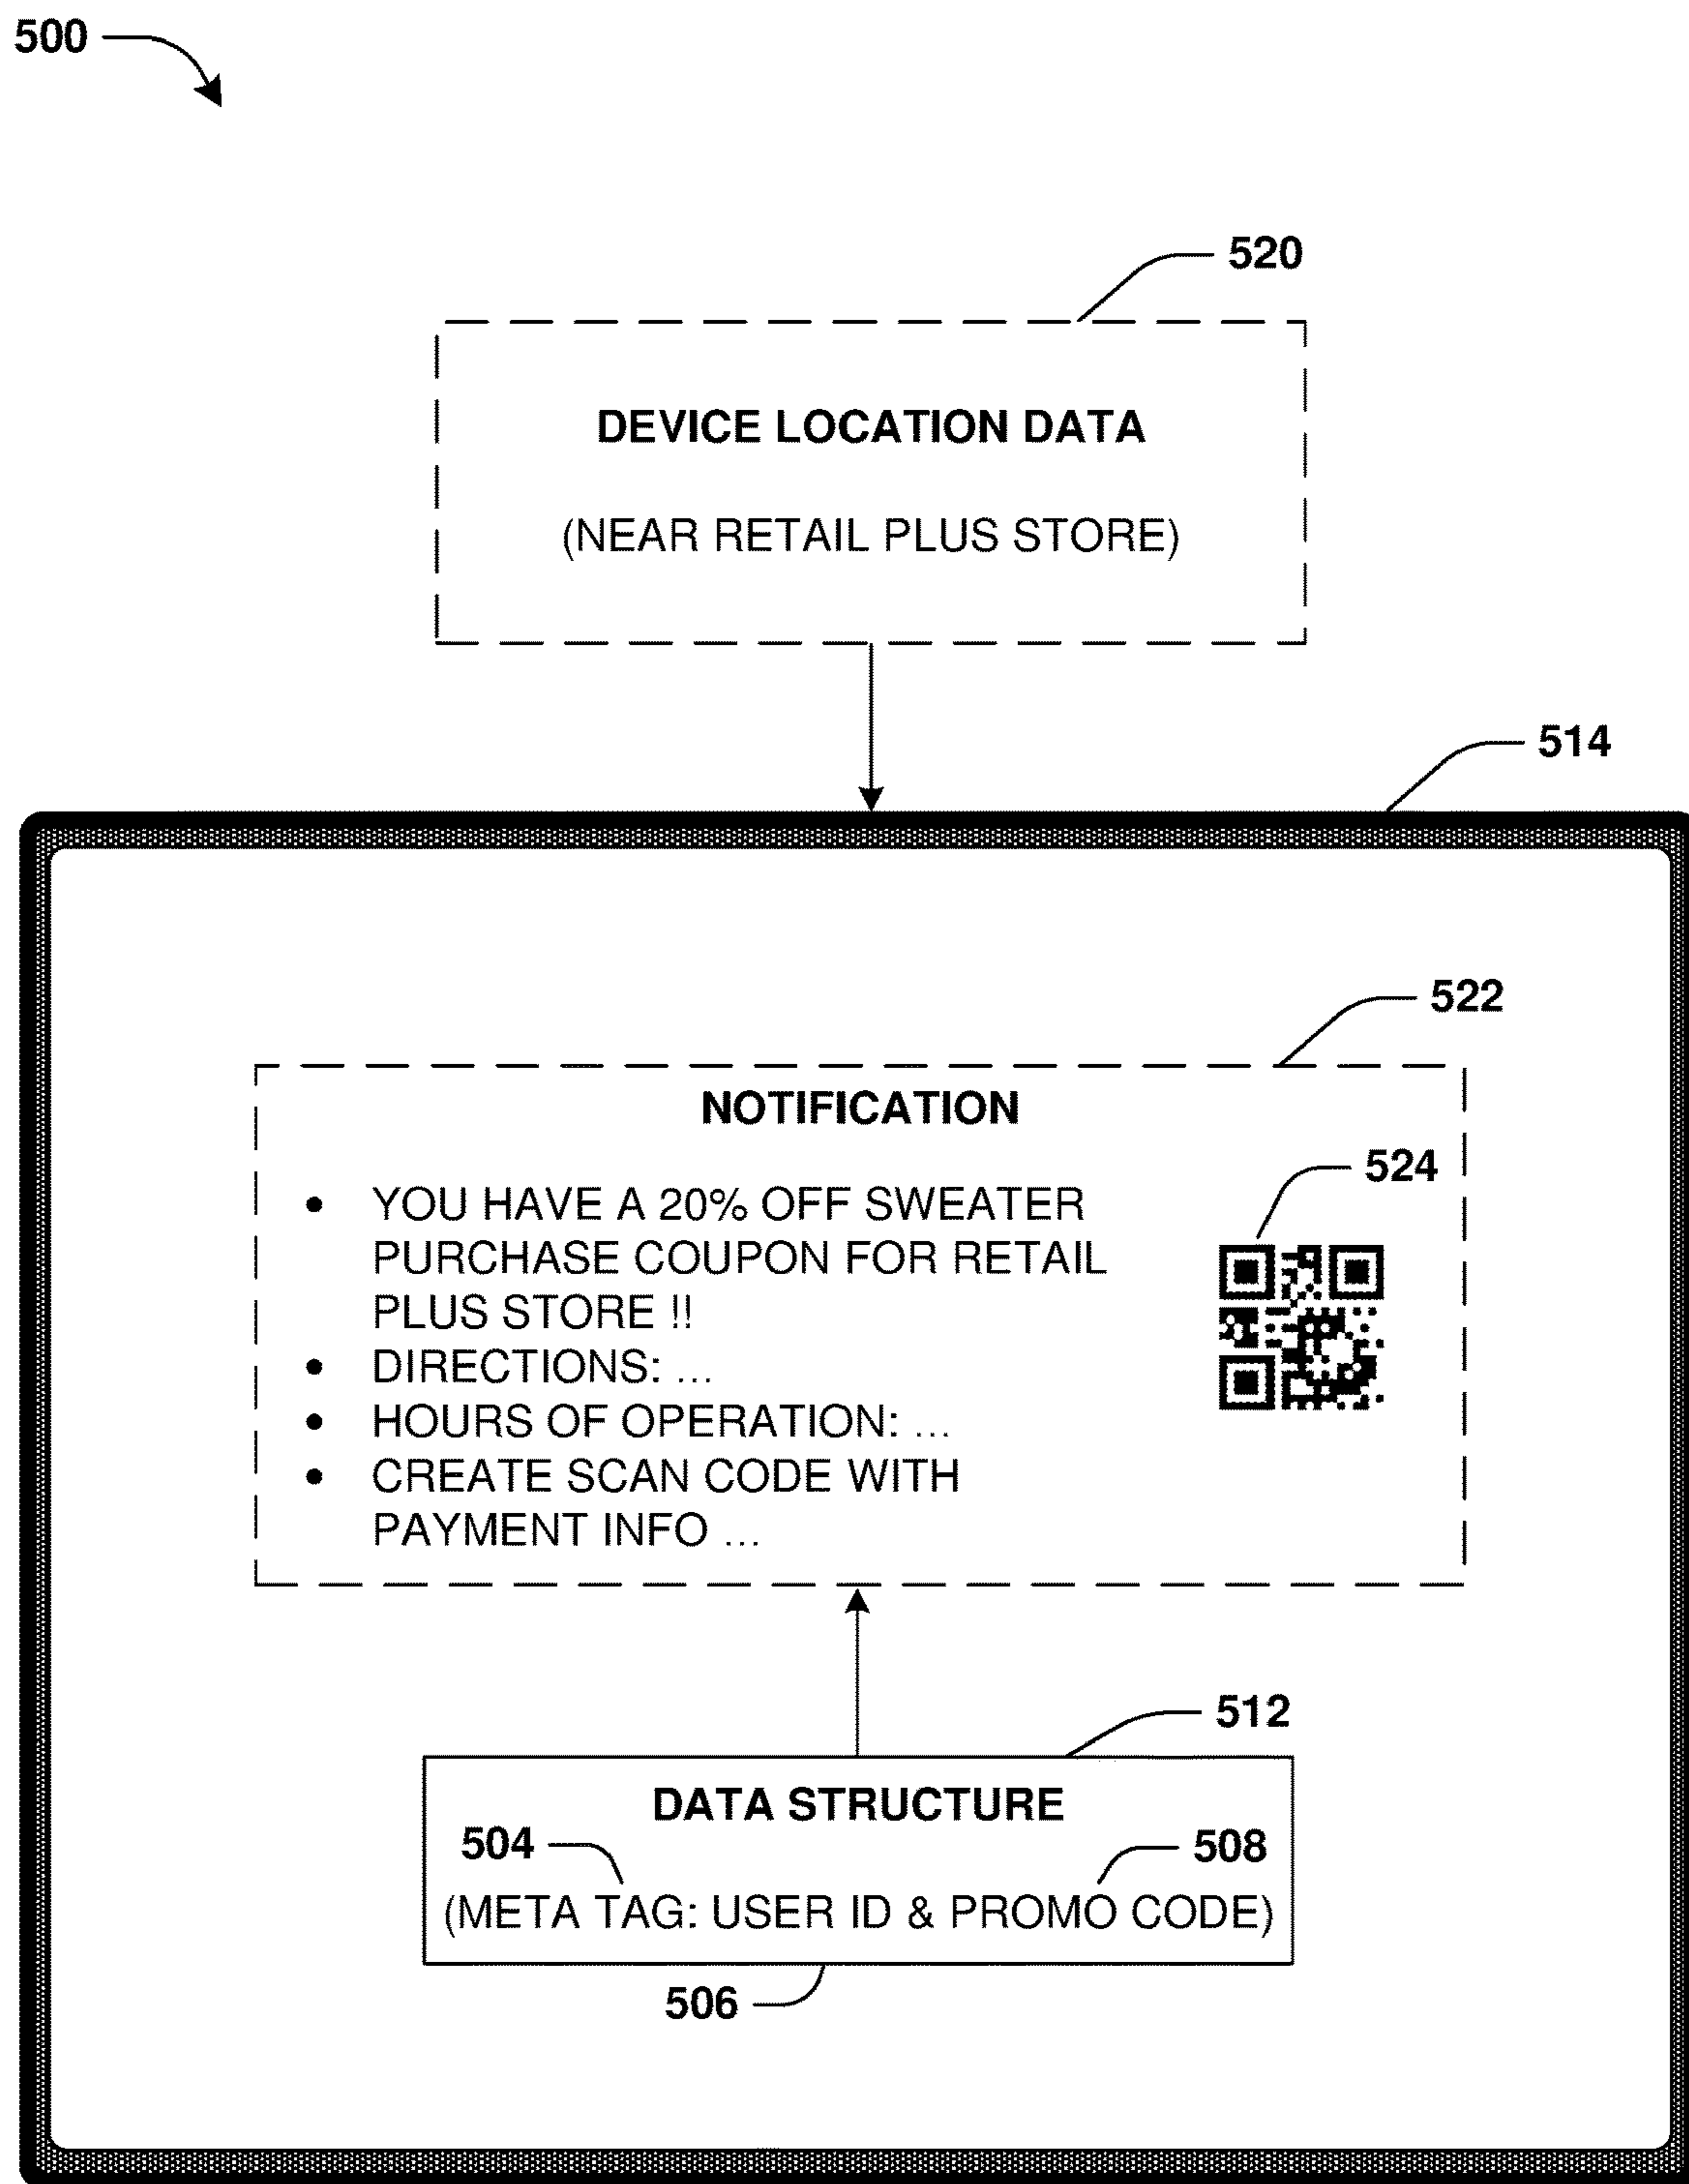 500
520
DEVICE LOCATION DATA
(NEAR RETAIL PLUS STORE)
514
522
NOTIFICATION
524
• YOU HAVE A 20% OFF SWEATER
PURCHASE COUPON FOR RETAIL
PLUS STORE !!
• DIRECTIONS: ...
• HOURS OF OPERATION: ...
• CREATE SCAN CODE WITH
PAYMENT INFO ...
512
DATA STRUCTURE
504 508
(META TAG: USER ID & PROMO CODE)
506